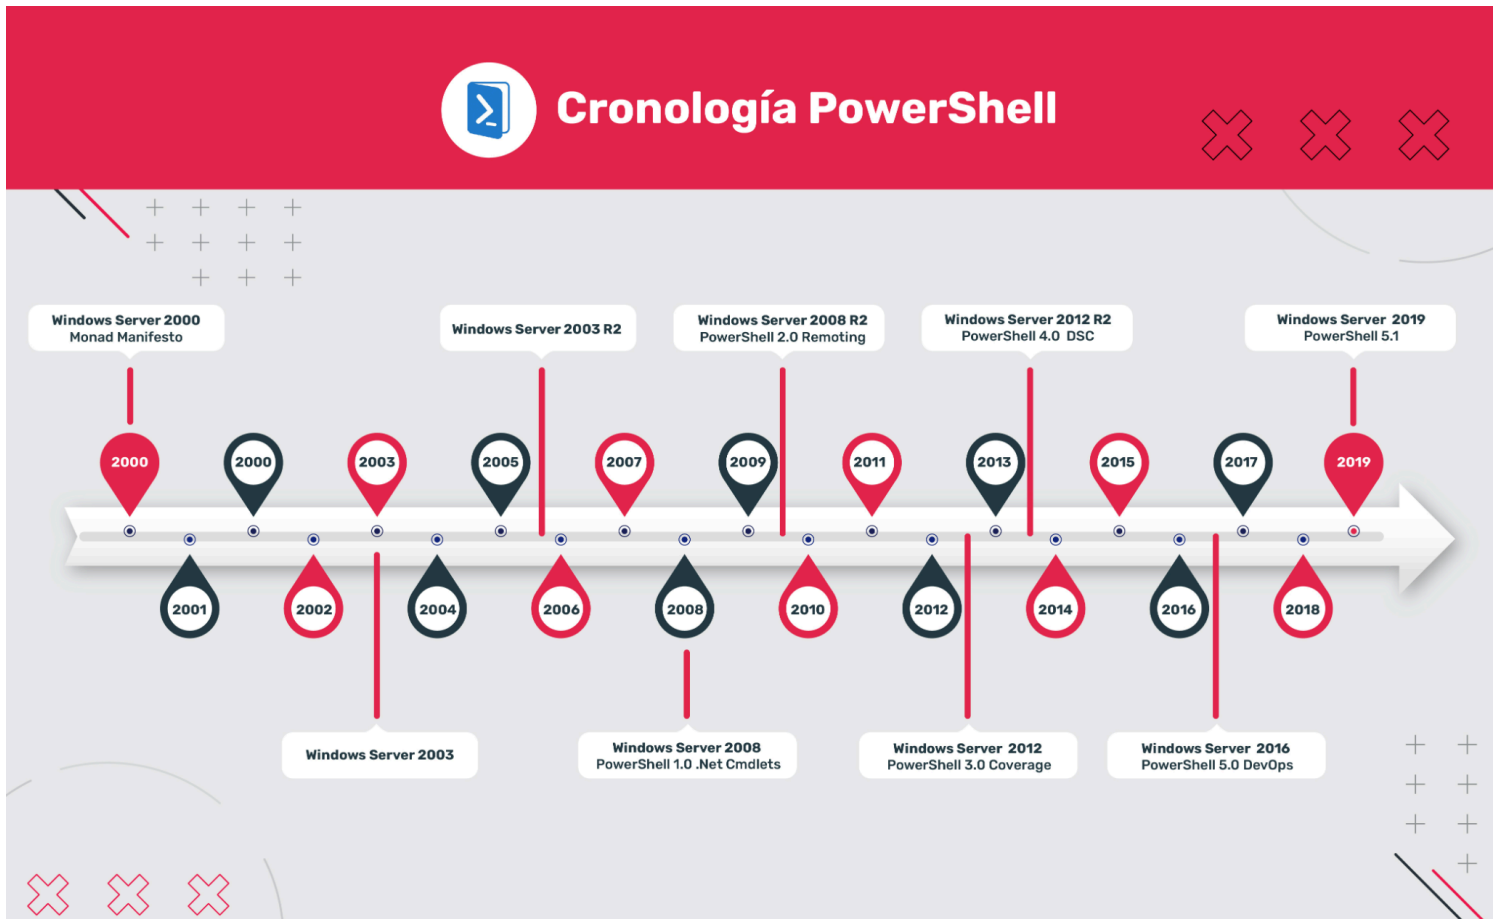 Cronología PowerShell
Windows Server 2000
Monad Manifesto
Windows Server 2003 R2
Windows Server 2008 R2
PowerShell 2.0 Remoting
Windows Server 2012 R2
PowerShell 4.0 DSC
Windows Server 2019
PowerShell 5.1
2000
2000
2003
2005
2007
2009
2011
2013
2015
2017
2019
2001
2002
2004
2006
2008
2010
2012
2014
2016
2018
Windows Server 2003
Windows Server 2008
PowerShell 1.0 .Net Cmdlets
Windows Server 2012
PowerShell 3.0 Coverage
Windows Server 2016
PowerShell 5.0 DevOps